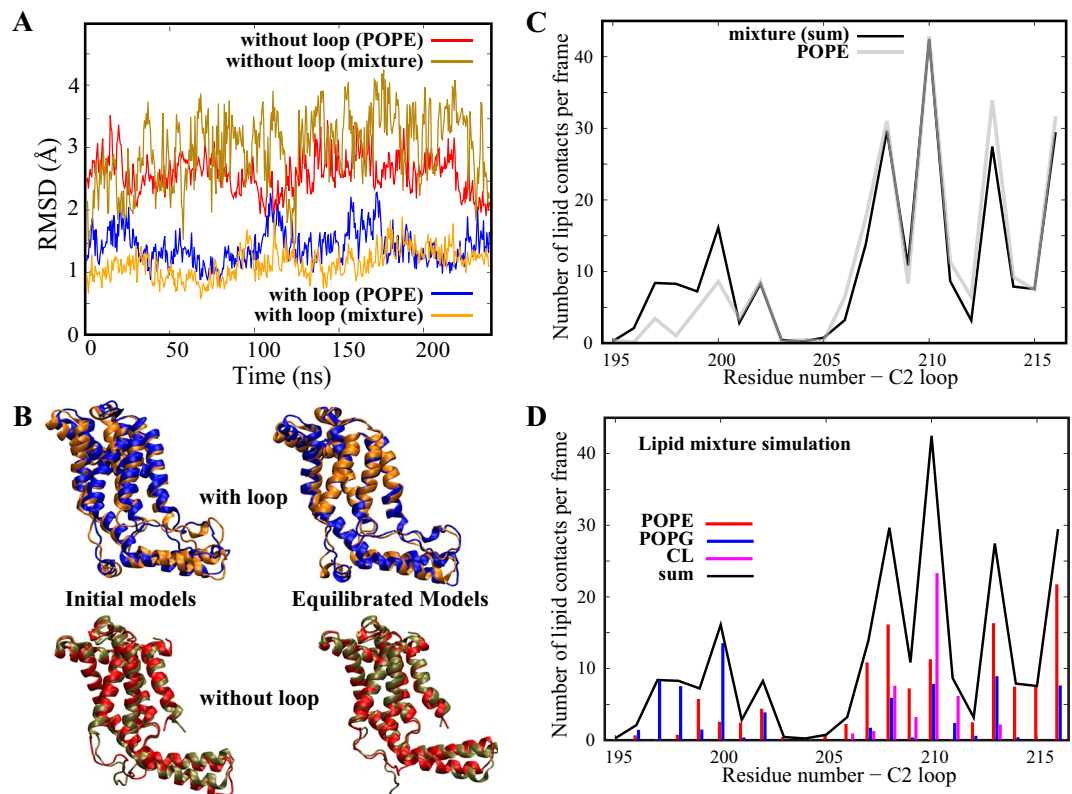 A
without loop (POPE)
without loop (mixture)
4
3
2
1
0
RMSD (Å)
with loop (POPE)
with loop (mixture)
0 50 100 150 200
Time (ns)
B
with loop
Initial models
Equilibrated Models
without loop
C
mixture (sum)
POPE
40
30
20
10
0
Number of lipid contacts per frame
195 200 205 210 215
Residue number − C2 loop
D
Lipid mixture simulation
POPE
POPG
CL
sum
40
30
20
10
0
Number of lipid contacts per frame
195 200 205 210 215
Residue number − C2 loop